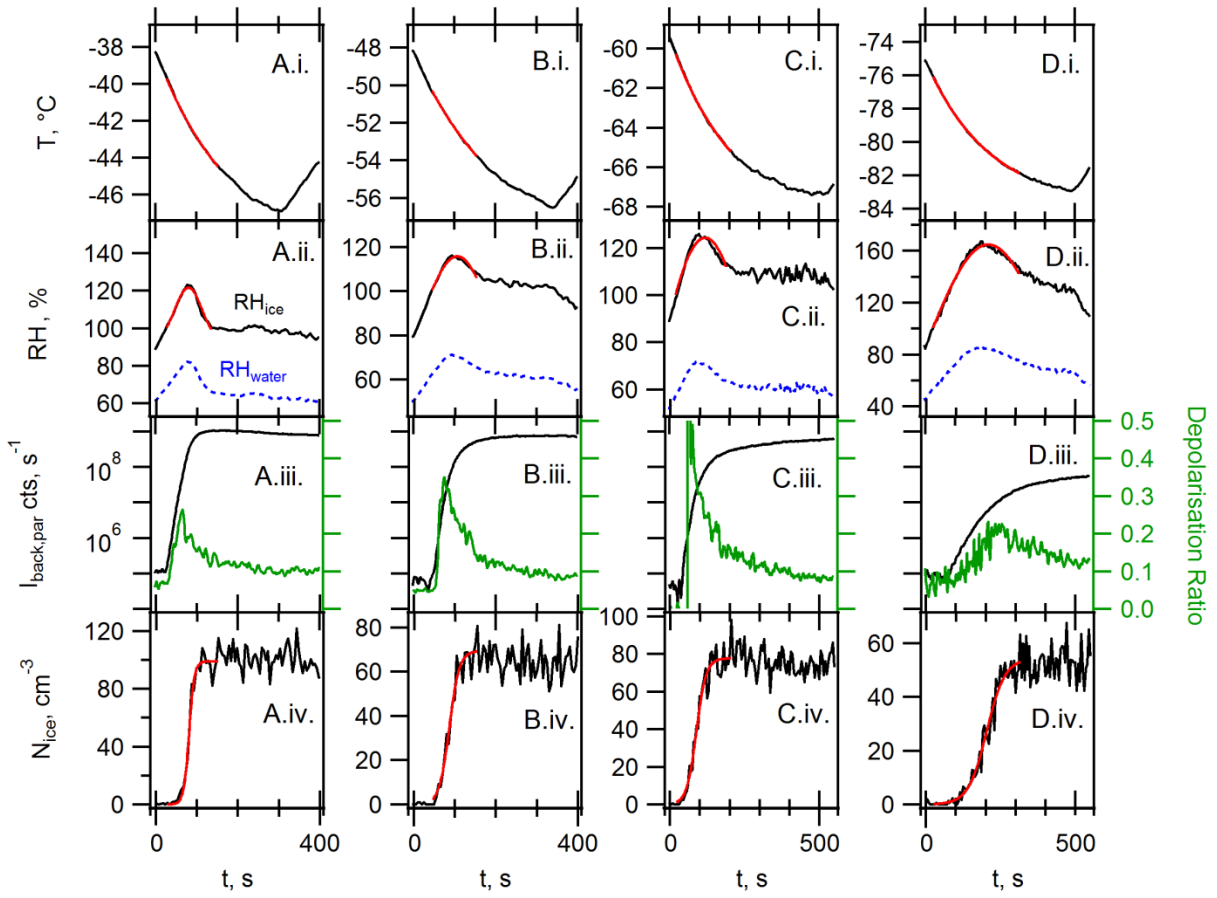 -38
-40
-42
-44
-46
T, °C
A.i.
-48
-50
-52
-54
-56
B.i.
-60
-62
-64
-66
-68
C.i.
-74
-76
-78
-80
-82
-84
D.i.
140
120
100
80
60
RH, %
A.ii.
RHice
RHwater
120
100
80
60
B.ii.
120
100
80
60
C.ii.
160
120
80
40
D.ii.
10^8
10^6
I_back,par cts, s^-1
A.iii.
B.iii.
C.iii.
D.iii.
0.5
0.4
0.3
0.2
0.1
0.0
Depolarisation Ratio
120
80
40
0
N_ice, cm^-3
A.iv.
80
60
40
20
0
B.iv.
100
80
60
40
20
0
C.iv.
60
40
20
0
D.iv.
0 400
0 400
0 500
0 500
t, s
t, s
t, s
t, s